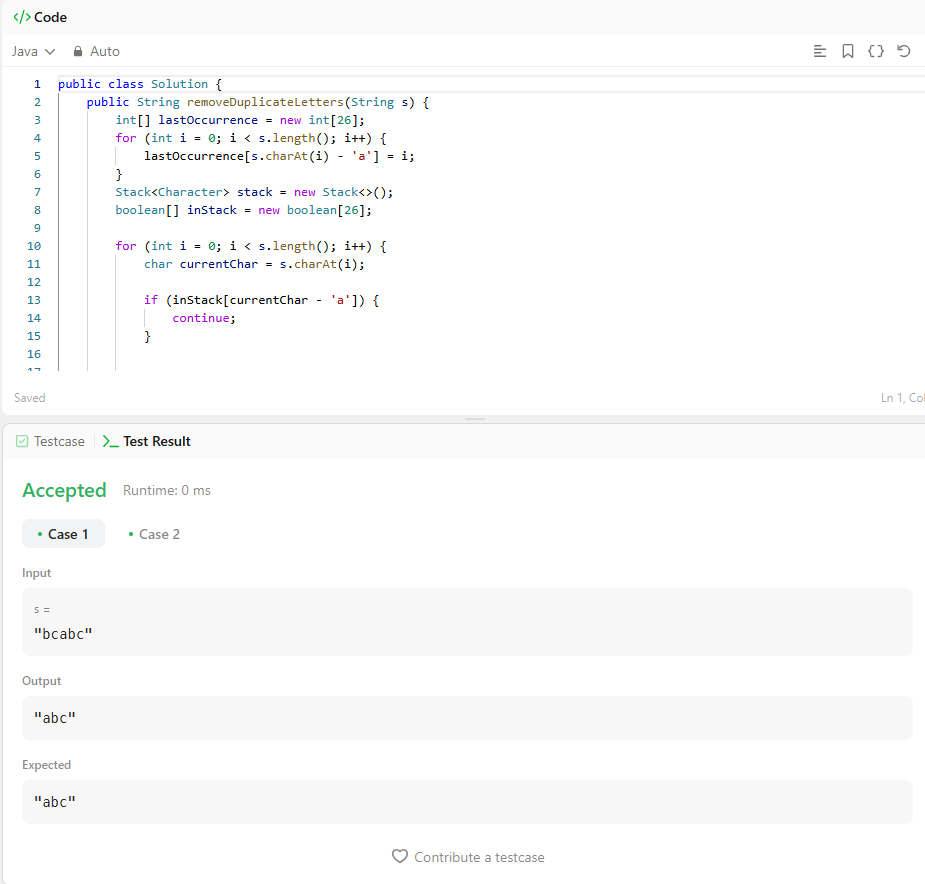 </> Code
Java Auto
1 public class Solution {
2     public String removeDuplicateLetters(String s) {
3         int[] lastOccurrence = new int[26];
4         for (int i = 0; i < s.length(); i++) {
5             lastOccurrence[s.charAt(i) - 'a'] = i;
6         }
7         Stack<Character> stack = new Stack<>();
8         boolean[] inStack = new boolean[26];
9
10         for (int i = 0; i < s.length(); i++) {
11             char currentChar = s.charAt(i);
12
13             if (inStack[currentChar - 'a']) {
14                 continue;
15             }
16
17
Saved Ln 1, Col
Testcase >_ Test Result
Accepted Runtime: 0 ms
• Case 1 • Case 2
Input
s =
"bcabc"
Output
"abc"
Expected
"abc"
Contribute a testcase